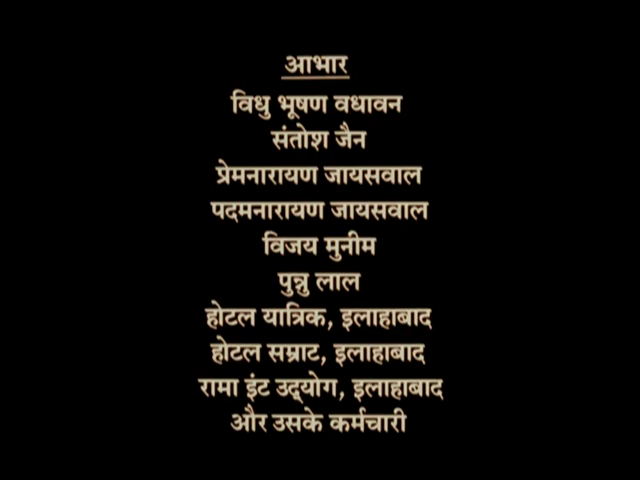 आभार
विधु भूषण वधावन
संतोश जैन
प्रेमनारायण जायसवाल
पदमनारायण जायसवाल
विजय मुनीम
पुन्नु लाल
होटल यात्रिक, इलाहाबाद
होटल सम्राट, इलाहाबाद
रामा इंट उद्योग, इलाहाबाद
और उसके कर्मचारी